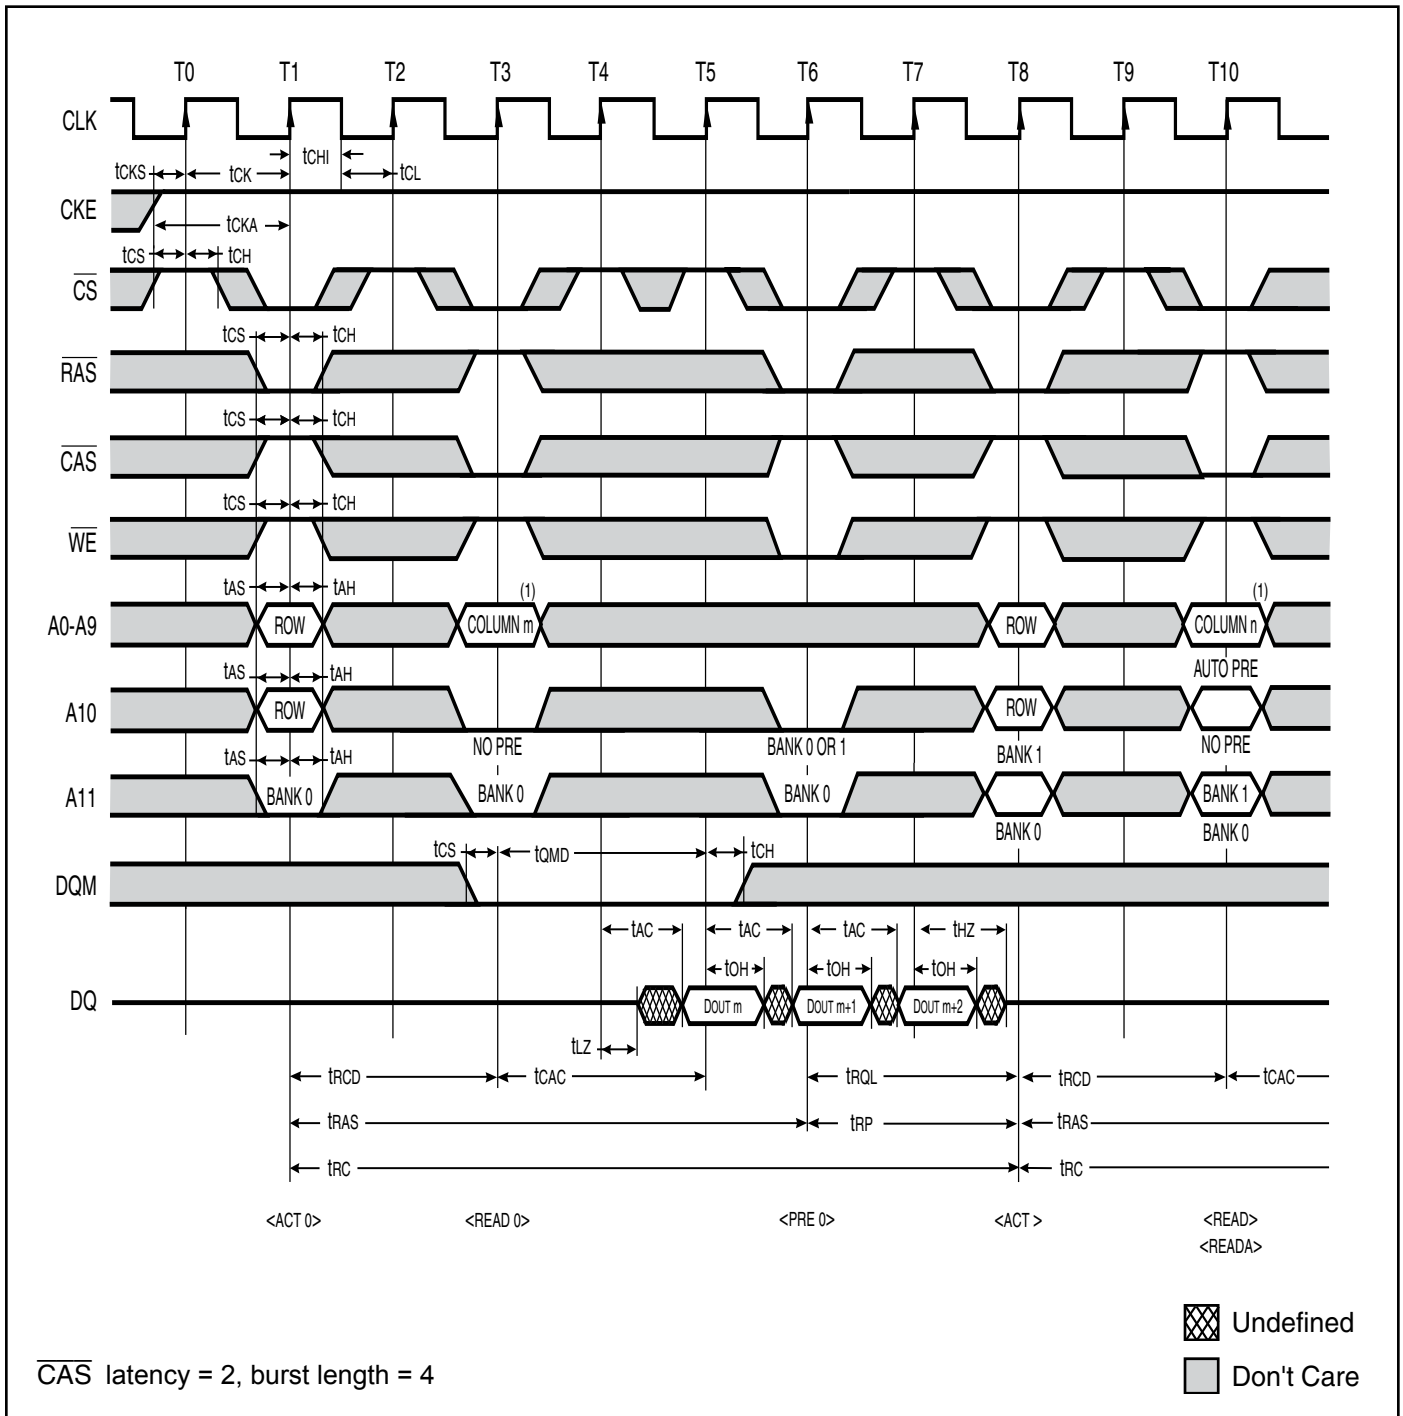 T0 T1 T2 T3 T4 T5 T6 T7 T8 T9 T10
CLK
tCHI
tCKS tCK tCL
CKE
tCKA
tCS tCH
CS
tCS tCH
RAS
tCS tCH
CAS
tCS tCH
WE
tAS tAH (1) (1)
A0-A9 ROW COLUMN m ROW COLUMN n
tAS tAH AUTO PRE
A10 ROW ROW
NO PRE BANK 0 OR 1 BANK 1 NO PRE
tAS tAH
A11 BANK 0 BANK 0 BANK 0 BANK 1
BANK 0 BANK 0
tCS tQMD tCH
DQM
tAC tAC tAC tHZ
tOH tOH tOH
DQ DOUT m DOUT m+1 DOUT m+2
tLZ
tRCD tCAC tRQL tRCD tCAC
tRAS tRP tRAS
tRC tRC
<ACT 0> <READ 0> <PRE 0> <ACT > <READ>
<READA>
Undefined
Don't Care
CAS latency = 2, burst length = 4